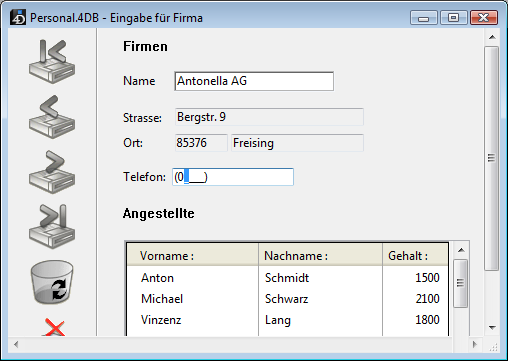 Personal.4DB - Eingabe für Firma
Firmen
Name Antonella AG
Strasse: Bergstr. 9
Ort: 85376 Freising
Telefon: (0____)
Angestellte
Vorname : Nachname : Gehalt :
Anton Schmidt 1500
Michael Schwarz 2100
Vinzenz Lang 1800